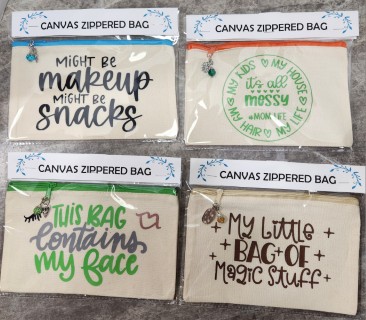 CANVAS ZIPPERED BAG
MIGHT BE
makeup
MIGHT BE
snacks
CANVAS ZIPPERED BAG
MY KIDS MY HOUSE
it's all
messy
#MOM LIFE
MY HAIR MY LIFE
CANVAS ZIPPERED BAG
THIS BAG
contains
my face
CANVAS ZIPPERED BAG
My Little
BAG OF
Magic Stuff